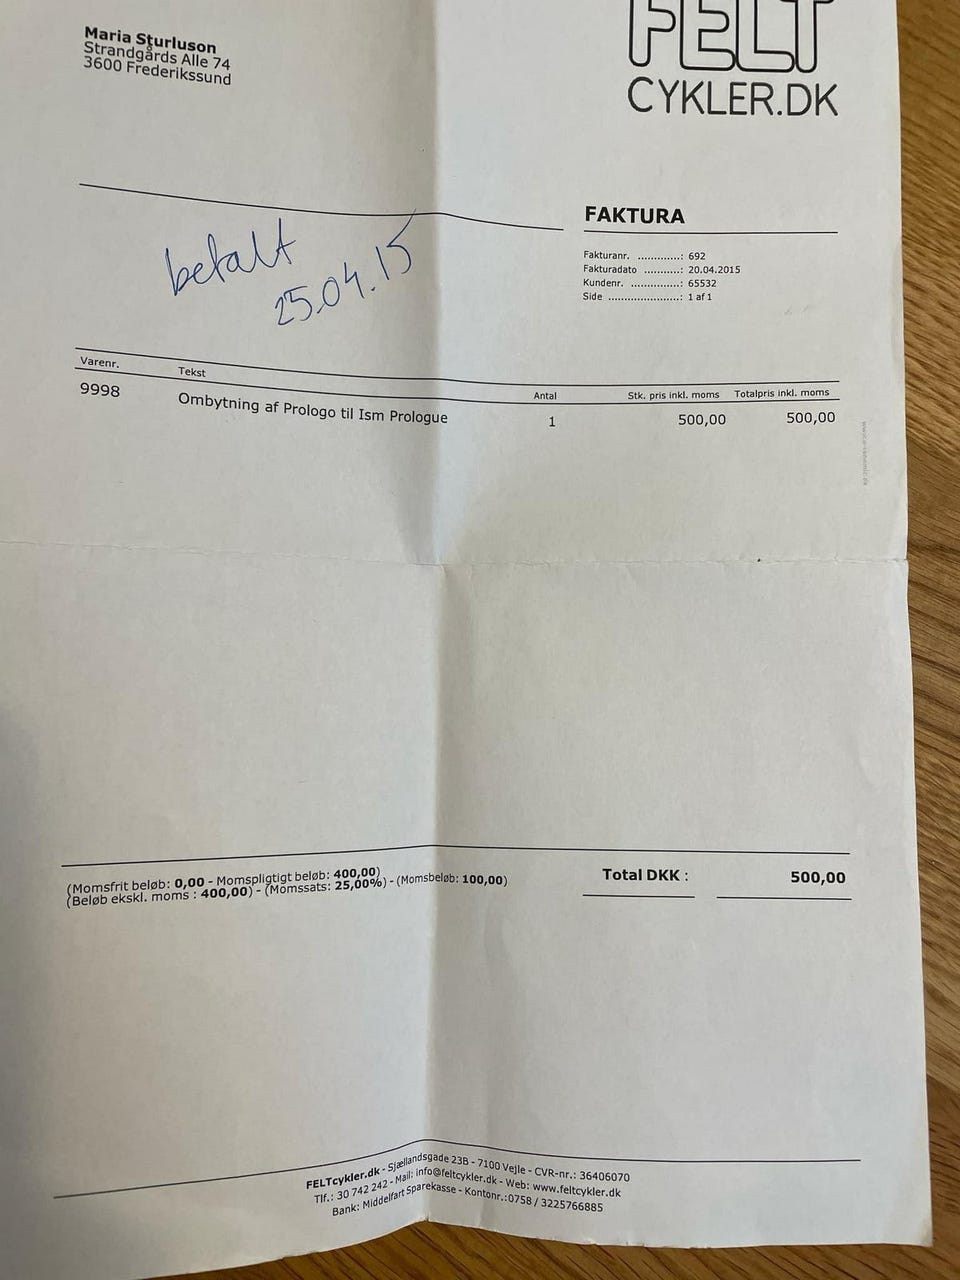 Maria Sturluson
Strandgårds Alle 74
3600 Frederikssund
FELT
CYKLER.DK
FAKTURA
betalt
25.04.15
Fakturanr. ............: 692
Fakturadato ...........: 20.04.2015
Kundenr. ..............: 65532
Side ......................: 1 af 1
Varenr. Tekst Antal Stk. pris inkl. moms Totalpris inkl. moms
9998 Ombytning af Prologo til Ism Prologue 1 500,00 500,00
(Momsfrit beløb: 0,00 - Momspligtigt beløb: 400,00)
(Beløb ekskl. moms : 400,00) - (Momssats: 25,00%) - (Momsbeløb: 100,00)
Total DKK : 500,00
FELTcykler.dk - Sjællandsgade 23B - 7100 Vejle - CVR-nr.: 36406070
Tlf.: 30 742 242 - Mail: info@feltcykler.dk - Web: www.feltcykler.dk
Bank: Middelfart Sparekasse - Kontonr.:0758 / 3225766885